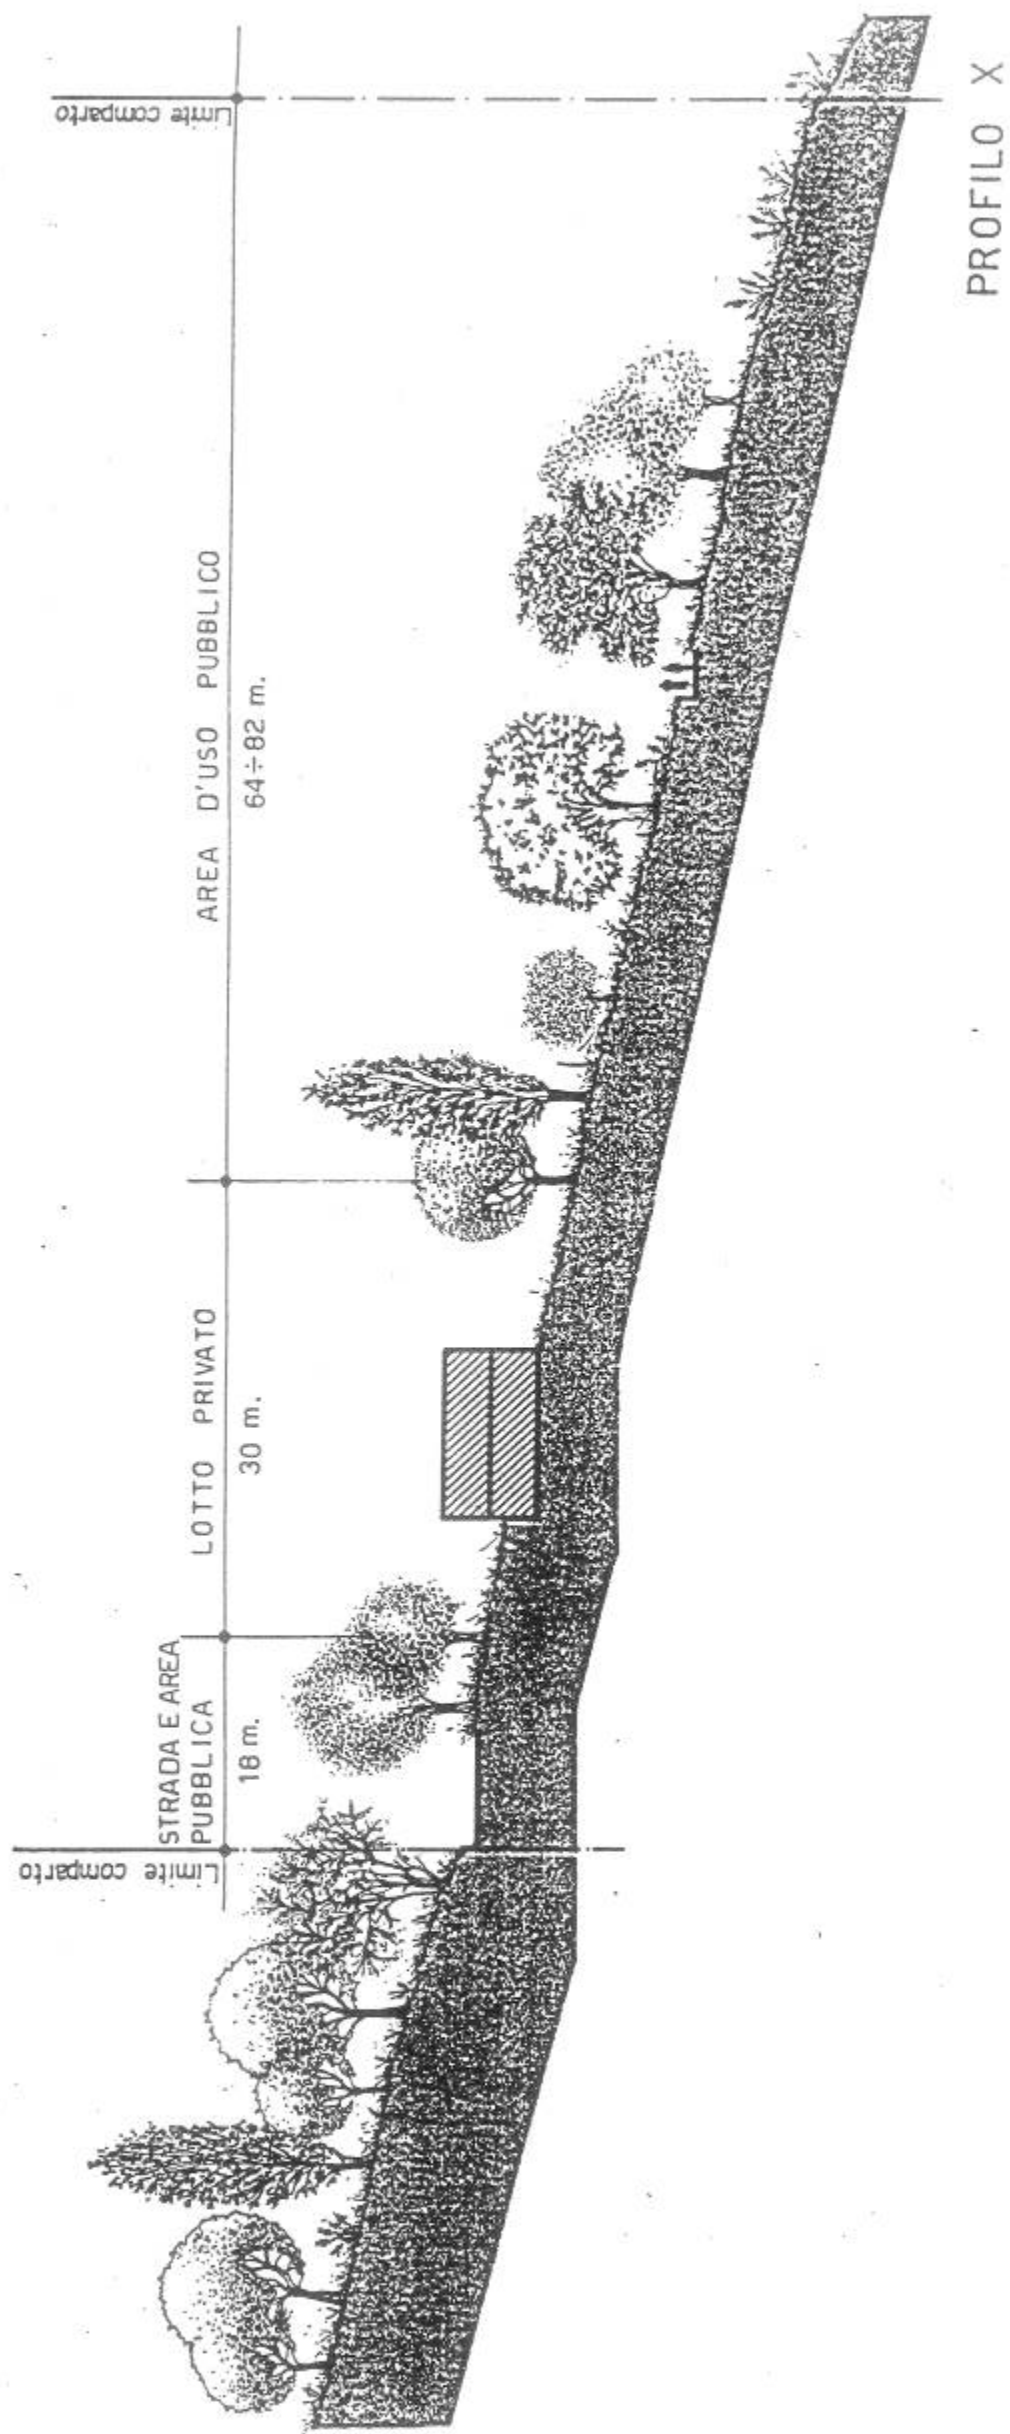 Limite comparto
STRADA E AREA
PUBBLICA
18 m.
LOTTO PRIVATO
30 m.
AREA D'USO PUBBLICO
64÷82 m.
Limite comparto
PROFILO X